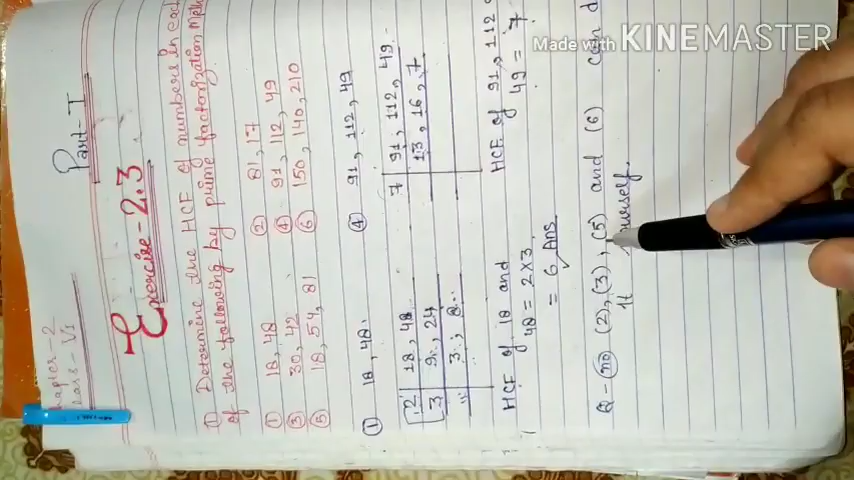 Chapter-2
Class-VI
Part-I
Exercise-2.3
① Determine the HCF of numbers in each
of the following by prime factorization Meth
① 18, 48
② 81, 17
③ 30, 42
④ 91, 112, 49
⑤ 18, 54, 81
⑥ 150, 140, 210
① 18, 48.
2 18, 48
3 9, 24
3, 8
HCF of 18 and
48 = 2×3
= 6 Ans
④ 91, 112, 49
7 91, 112, 49
13, 16, 7
HCF of 91, 112
49 = 7
Q-no (2), (3), (5) and (6) can d
it yourself.
Made with KINEMASTER